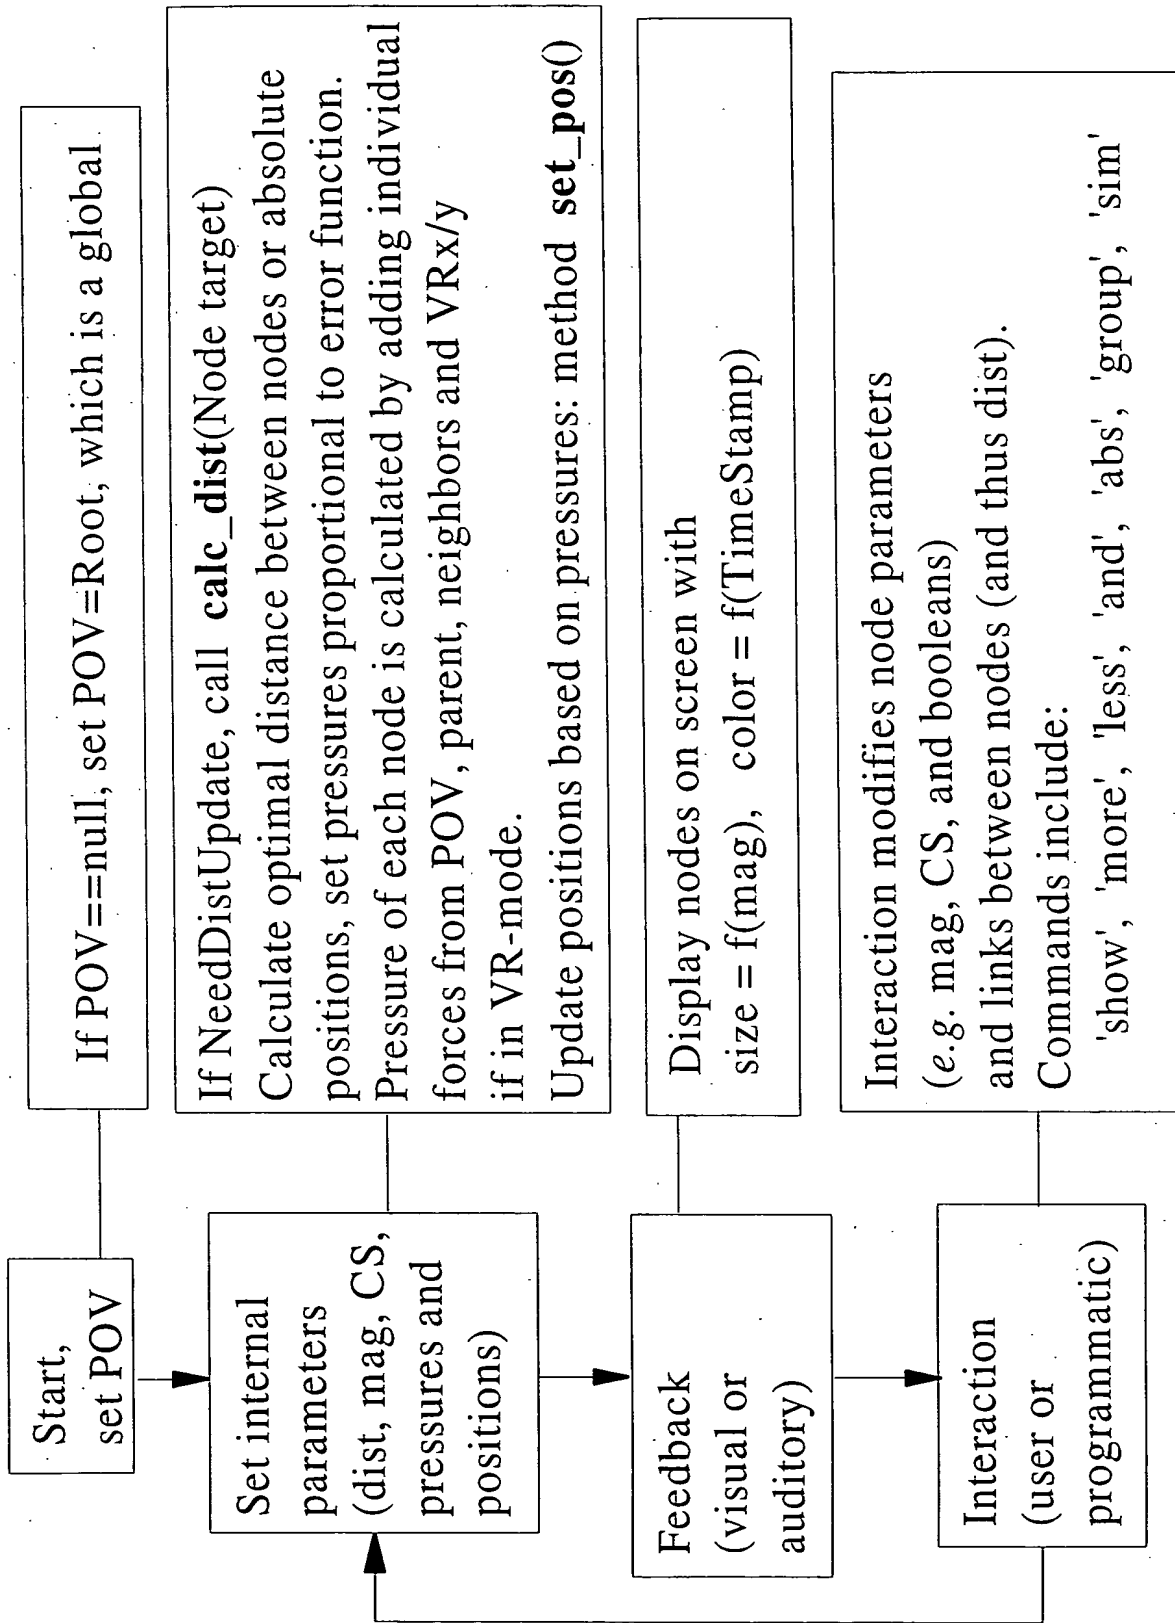 Start,
set POV
If POV==null, set POV=Root, which is a global
Set internal
parameters
(dist, mag, CS,
pressures and
positions)
If NeedDistUpdate, call calc_dist(Node target)
Calculate optimal distance between nodes or absolute
positions, set pressures proportional to error function.
Pressure of each node is calculated by adding individual
forces from POV, parent, neighbors and VRx/y
if in VR-mode.
Update positions based on pressures: method set_pos()
Feedback
(visual or
auditory)
Display nodes on screen with
size = f(mag), color = f(TimeStamp)
Interaction
(user or
programmatic)
Interaction modifies node parameters
(e.g. mag, CS, and booleans)
and links between nodes (and thus dist).
Commands include:
'show', 'more', 'less', 'and', 'abs', 'group', 'sim'